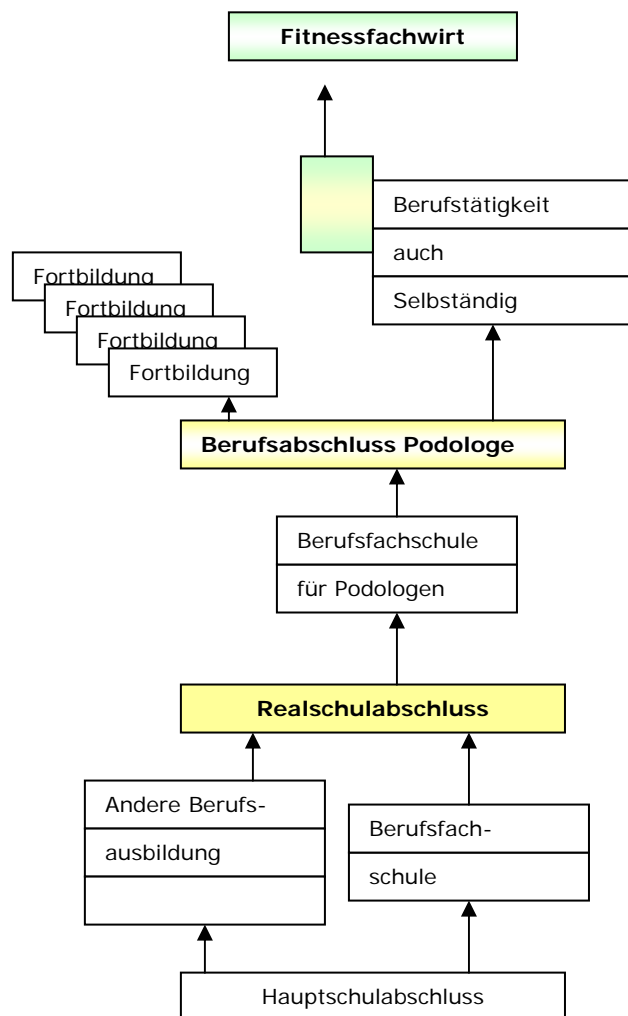 Fitnessfachwirt
Berufstätigkeit
auch
Selbständig
Fortbildung
Fortbildung
Fortbildung
Fortbildung
Berufsabschluss Podologe
Berufsfachschule
für Podologen
Realschulabschluss
Andere Berufs-
ausbildung
Berufsfach-
schule
Hauptschulabschluss